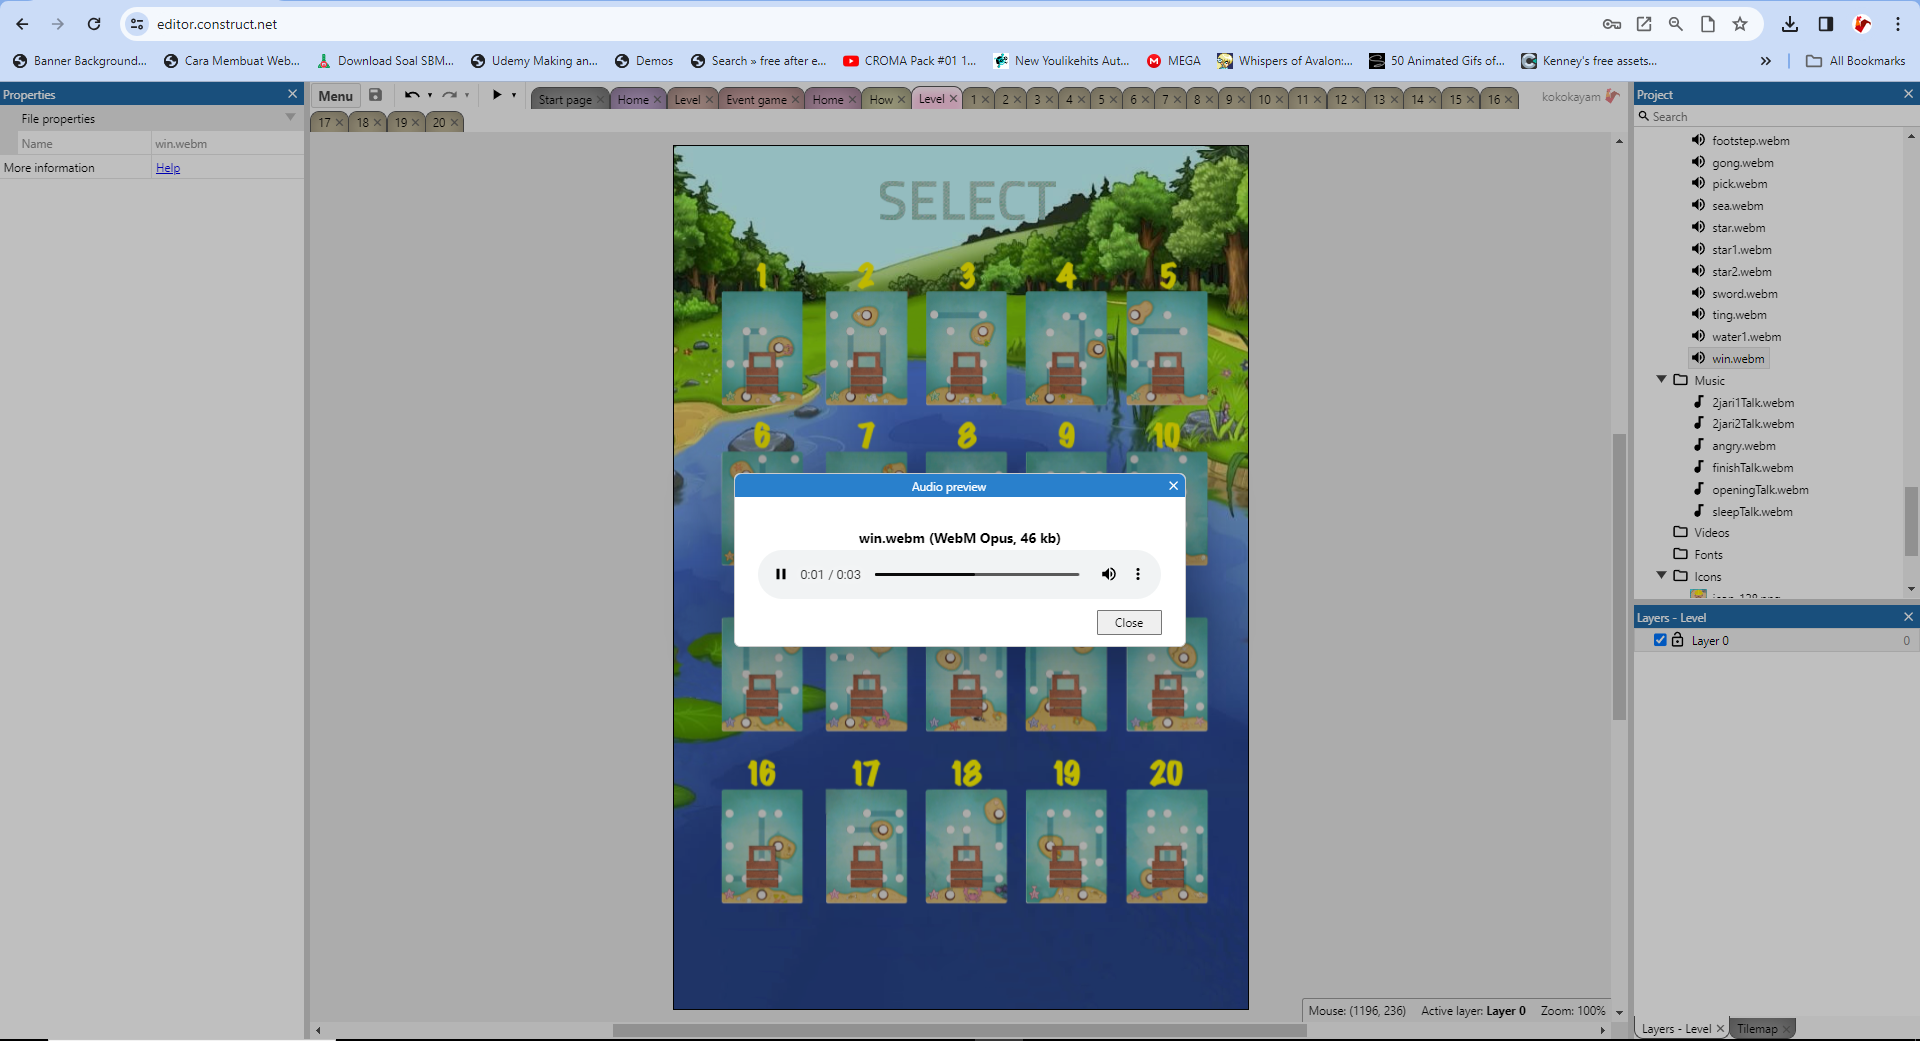 editor.construct.net
Banner Background...
Cara Membuat Web...
Download Soal SBM...
Udemy Making an...
Demos
Search » free after e...
CROMA Pack #01 1...
New Youlikehits Aut...
MEGA
Whispers of Avalon:...
50 Animated Gifs of...
Kenney's free assets...
»
All Bookmarks
Properties
File properties
Name win.webm
More information Help
Menu
Start page
Home
Level
Event game
Home
How
Level
1
2
3
4
5
6
7
8
9
10
11
12
13
14
15
16
kokokayam
17
18
19
20
SELECT
1 2 3 4 5
6 7 8 9 10
Audio preview
win.webm (WebM Opus, 46 kb)
0:01 / 0:03
Close
16 17 18 19 20
Mouse: (1196, 236) Active layer: Layer 0 Zoom: 100%
Project
Search
footstep.webm
gong.webm
pick.webm
sea.webm
star.webm
star1.webm
star2.webm
sword.webm
ting.webm
water1.webm
win.webm
Music
2jari1Talk.webm
2jari2Talk.webm
angry.webm
finishTalk.webm
openingTalk.webm
sleepTalk.webm
Videos
Fonts
Icons
Layers - Level
Layer 0 0
Layers - Level
Tilemap